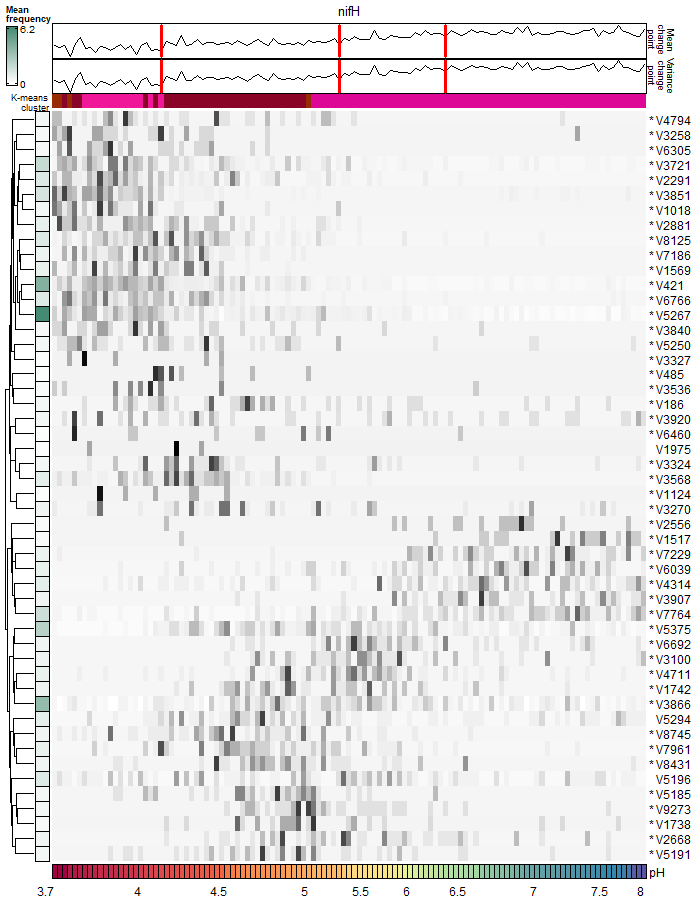 nifH
Mean
frequency
6.2
0
Mean
change
point
Variance
change
point
K-means
cluster
* V4794
* V3258
* V6305
* V3721
* V2291
* V3851
* V1018
* V2881
* V8125
* V7186
* V1569
* V421
* V6766
* V5267
* V3840
* V5250
* V3327
* V485
* V3536
* V186
* V3920
* V6460
V1975
* V3324
* V3568
* V1124
* V3270
* V2556
* V1517
* V7229
* V6039
* V4314
* V3907
* V7764
* V5375
* V6692
* V3100
* V4711
* V1742
* V3866
V5294
* V8745
* V7961
* V8431
V5196
* V5185
* V9273
* V1738
* V2668
* V5191
pH
3.7 4 4.5 5 5.5 6 6.5 7 7.5 8